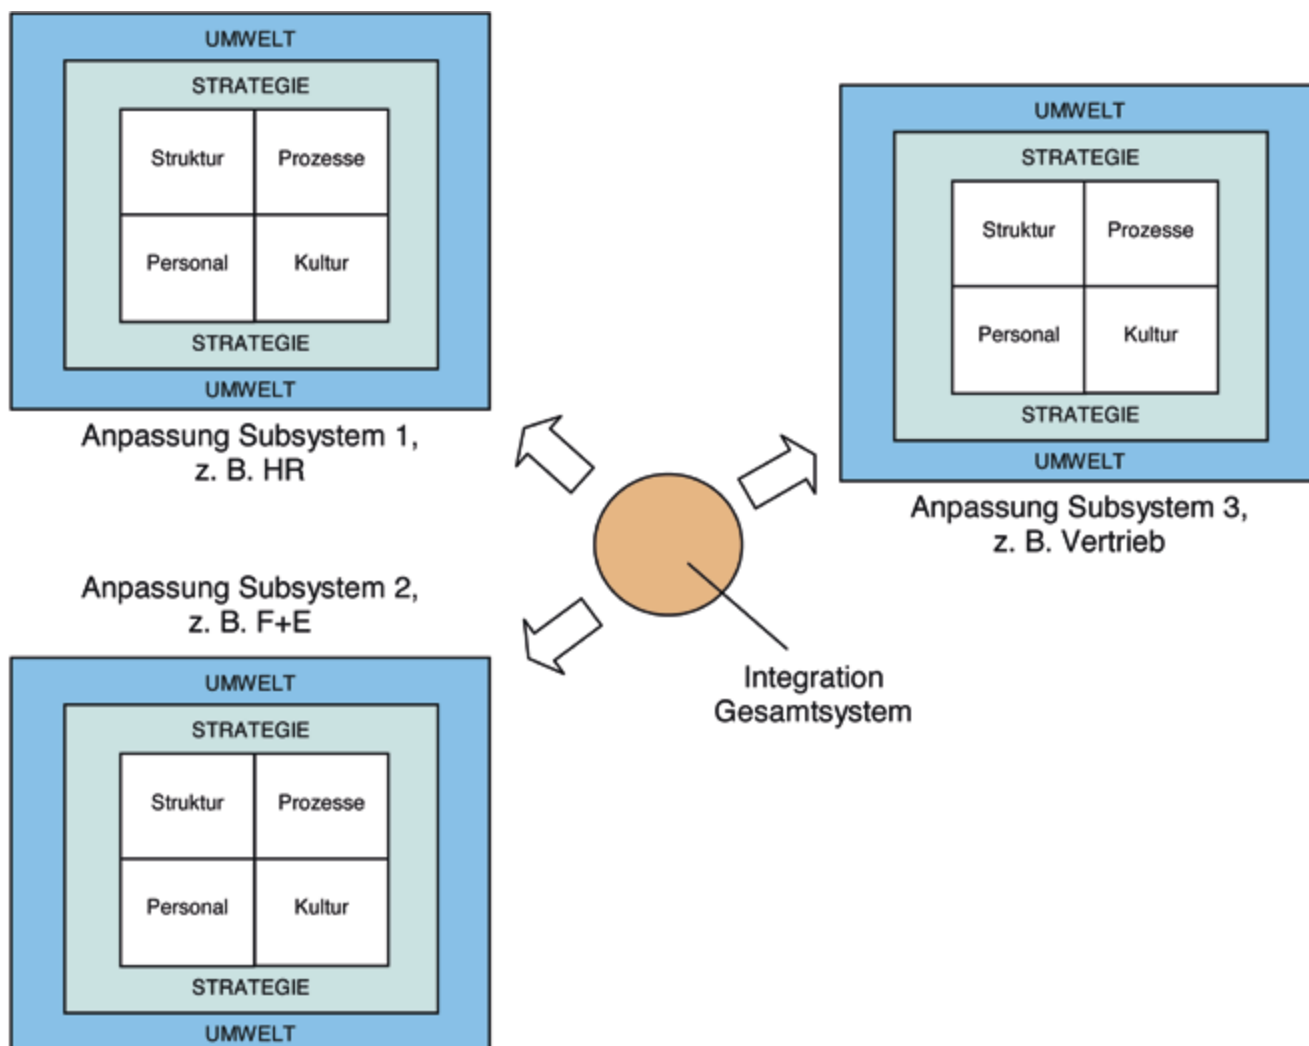 UMWELT
STRATEGIE
Struktur
Prozesse
Personal
Kultur
STRATEGIE
UMWELT
Anpassung Subsystem 1,
z. B. HR
UMWELT
STRATEGIE
Struktur
Prozesse
Personal
Kultur
STRATEGIE
UMWELT
Anpassung Subsystem 3,
z. B. Vertrieb
Anpassung Subsystem 2,
z. B. F+E
UMWELT
STRATEGIE
Struktur
Prozesse
Personal
Kultur
STRATEGIE
UMWELT
Integration
Gesamtsystem